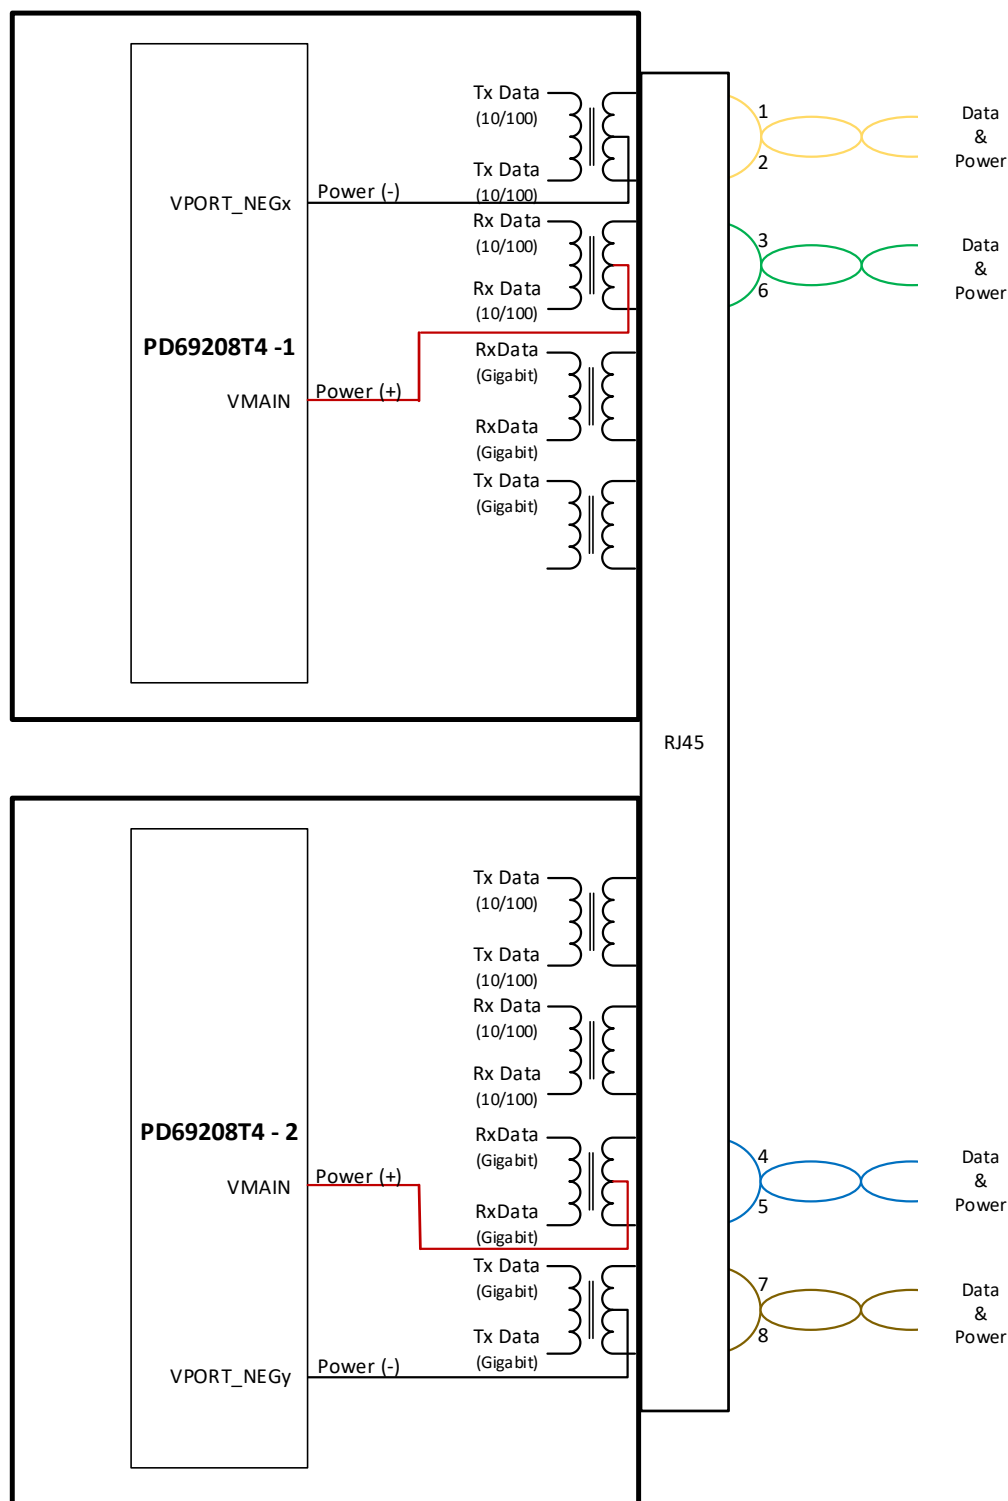 Tx Data
(10/100)
Tx Data
(10/100)
VPORT_NEGx
Power (-)
Rx Data
(10/100)
Rx Data
(10/100)
PD69208T4 -1
VMAIN
Power (+)
RxData
(Gigabit)
RxData
(Gigabit)
Tx Data
(Gigabit)
1
2
Data
&
Power
3
6
Data
&
Power
RJ45
Tx Data
(10/100)
Tx Data
(10/100)
Rx Data
(10/100)
Rx Data
(10/100)
PD69208T4 - 2
VMAIN
Power (+)
RxData
(Gigabit)
RxData
(Gigabit)
Tx Data
(Gigabit)
Tx Data
(Gigabit)
VPORT_NEGy
Power (-)
4
5
Data
&
Power
7
8
Data
&
Power